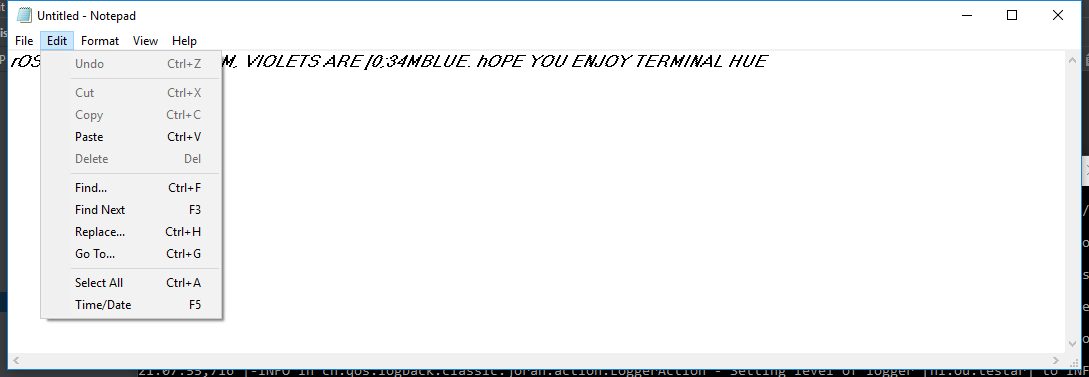 Untitled - Notepad
File Edit Format View Help
rOS M, VIOLETS ARE [0;34MBLUE. hOPE YOU ENJOY TERMINAL HUE
Undo Ctrl+Z
Cut Ctrl+X
Copy Ctrl+C
Paste Ctrl+V
Delete Del
Find... Ctrl+F
Find Next F3
Replace... Ctrl+H
Go To... Ctrl+G
Select All Ctrl+A
Time/Date F5
21:07:55,716 |-INFO in ch.qos.logback.classic.joran.action.LoggerAction - Setting level of logger [nl.ou.testar] to INF